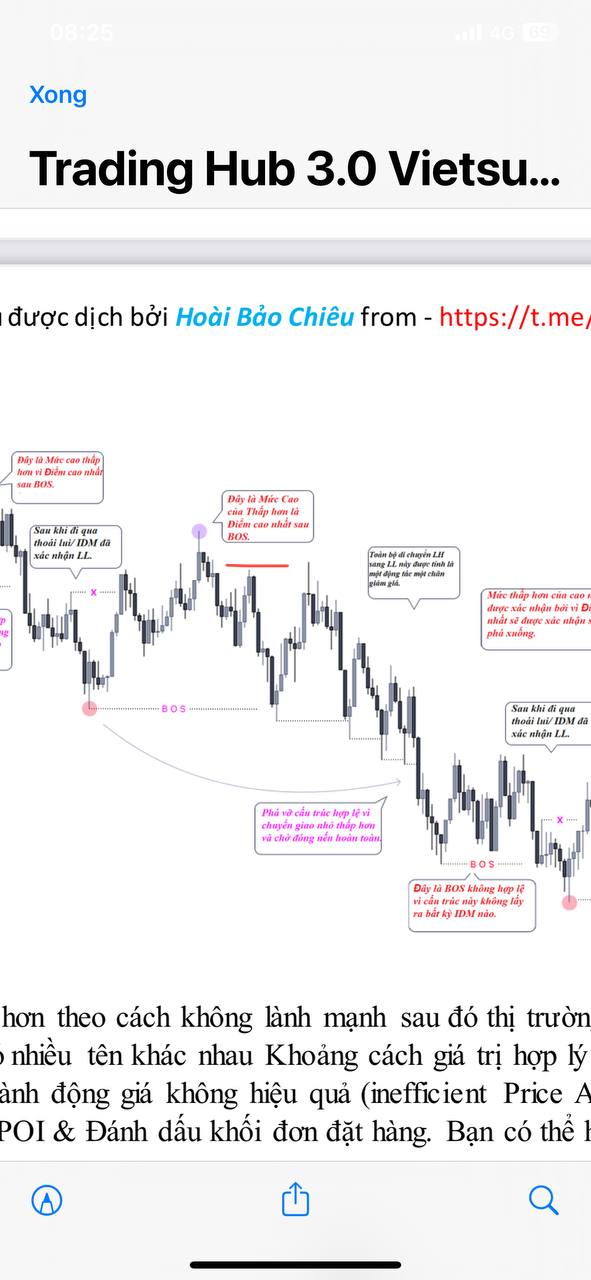 08:25
4G 69
Xong
Trading Hub 3.0 Vietsu...
được dịch bởi Hoài Bảo Chiêu from - https://t.me/
Đây là Mức cao thấp
hơn vì Điểm cao nhất
sau BOS.
Sau khi đi qua
thoái lui/ IDM đã
xác nhận LL.
X
Đây là Mức Cao
của Thấp hơn là
Điểm cao nhất sau
BOS.
Toàn bộ di chuyển LH
sang LL này được tính là
một động tác một chân
giảm giá.
Mức thấp hơn của cao
được xác nhận bởi vì
nhất sẽ được xác nhận
phá xuống.
BOS
Sau khi đi qua
thoái lui/ IDM đã
xác nhận LL.
X
Phá vỡ cấu trúc hợp lệ vì
chuyển giao nhỏ thấp hơn
và chờ đóng nến hoàn toàn.
BOS
Đây là BOS không hợp lệ
vì cấu trúc này không lấy
ra bất kỳ IDM nào.
hơn theo cách không lành mạnh sau đó thị trườn
nhiều tên khác nhau Khoảng cách giá trị hợp lý
ành động giá không hiệu quả (inefficient Price A
POI & Đánh dấu khối đơn đặt hàng. Bạn có thể h